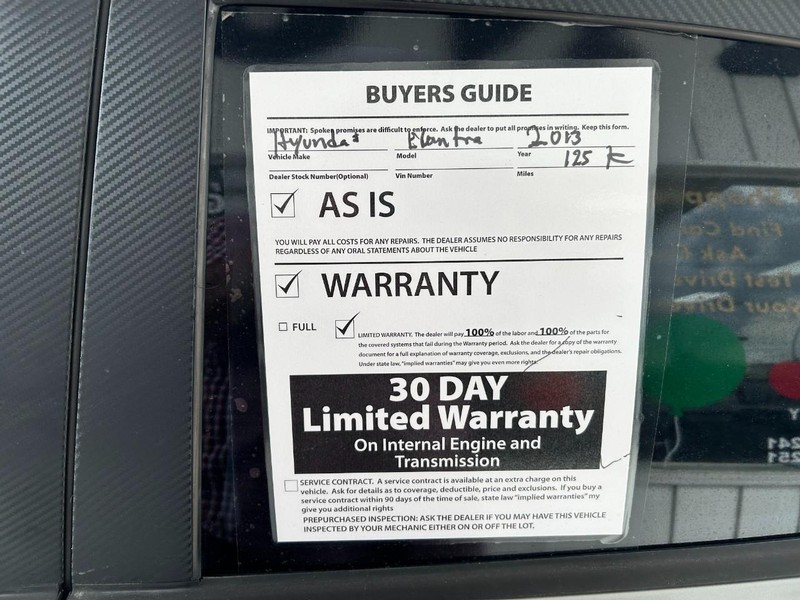 BUYERS GUIDE
IMPORTANT: Spoken promises are difficult to enforce. Ask the dealer to put all promises in writing. Keep this form.
Hyundai Elantra 2013
Vehicle Make Model Year
125 K
Dealer Stock Number(Optional) Vin Number Miles
AS IS
YOU WILL PAY ALL COSTS FOR ANY REPAIRS. THE DEALER ASSUMES NO RESPONSIBILITY FOR ANY REPAIRS
REGARDLESS OF ANY ORAL STATEMENTS ABOUT THE VEHICLE
WARRANTY
FULL
LIMITED WARRANTY. The dealer will pay 100% of the labor and 100% of the parts for
the covered systems that fail during the Warranty period. Ask the dealer for a copy of the warranty
document for a full explanation of warranty coverage, exclusions, and the dealer's repair obligations.
Under state law, "implied warranties" may give you even more rights.
30 DAY
Limited Warranty
On Internal Engine and
Transmission
SERVICE CONTRACT. A service contract is available at an extra charge on this
vehicle. Ask for details as to coverage, deductible, price and exclusions. If you buy a
service contract within 90 days of the time of sale, state law "implied warranties" my
give you additional rights
PREPURCHASED INSPECTION: ASK THE DEALER IF YOU MAY HAVE THIS VEHICLE
INSPECTED BY YOUR MECHANIC EITHER ON OR OFF THE LOT.
Find
Ask
Test Drive
your
241
251